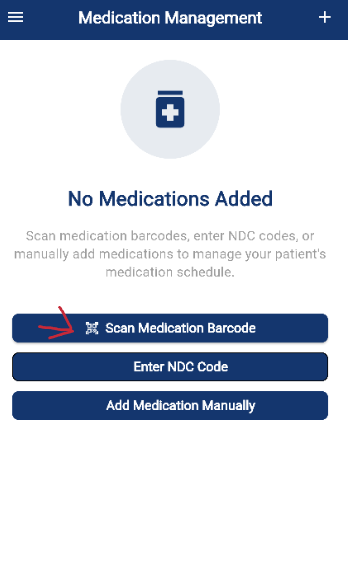 Medication Management
No Medications Added
Scan medication barcodes, enter NDC codes, or
manually add medications to manage your patient's
medication schedule.
Scan Medication Barcode
Enter NDC Code
Add Medication Manually